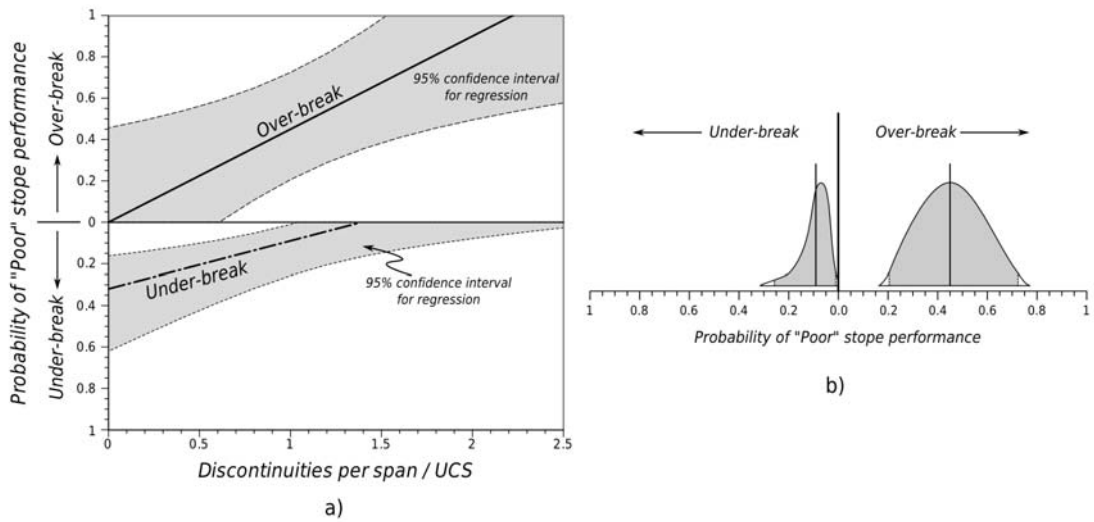 Probability of "Poor" stope performance
Under-break
Over-break
1
0.8
0.6
0.4
0.2
0
0.2
0.4
0.6
0.8
1
Over-break
95% confidence interval
for regression
Under-break
95% confidence interval
for regression
0
0.5
1
1.5
2
2.5
Discontinuities per span / UCS
a)
Under-break
Over-break
1
0.8
0.6
0.4
0.2
0.0
0.2
0.4
0.6
0.8
1
Probability of "Poor" stope performance
b)